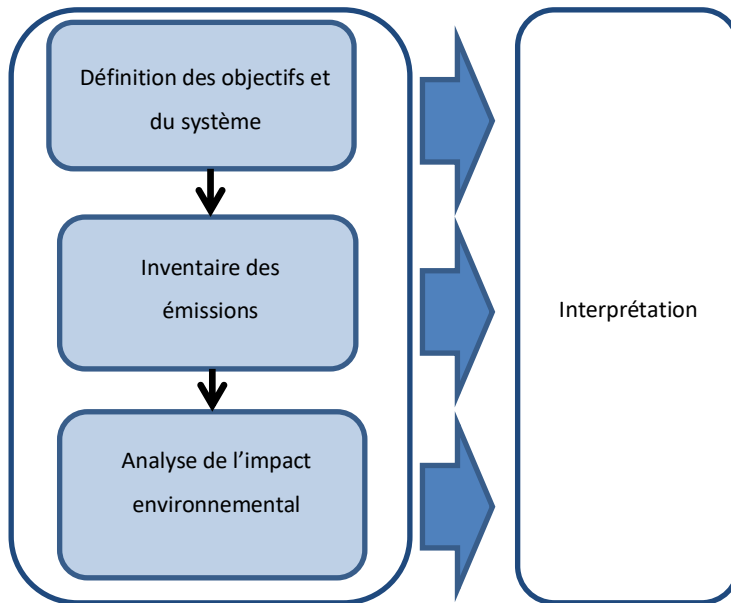 Définition des objectifs et
du système
Inventaire des
émissions
Analyse de l’impact
environnemental
Interprétation